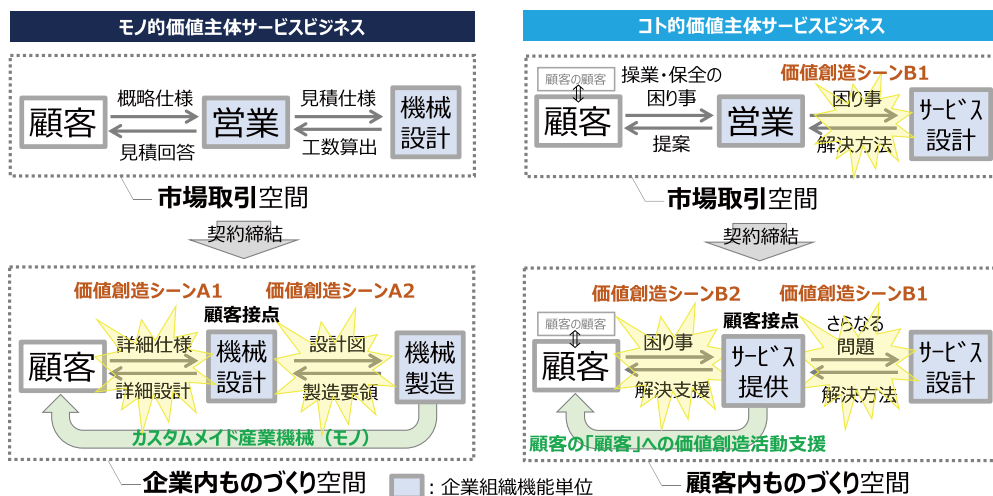 モノ的価値主体サービスビジネス
顧客
概略仕様
見積回答
営業
見積仕様
工数算出
機械
設計
市場取引空間
契約締結
価値創造シーンA1
価値創造シーンA2
顧客接点
顧客
詳細仕様
詳細設計
機械
設計
設計図
製造要領
機械
製造
カスタムメイド産業機械（モノ）
企業内ものづくり空間
：企業組織機能単位
コト的価値主体サービスビジネス
価値創造シーンB1
顧客の顧客
顧客
操業・保全の
困り事
提案
営業
困り事
解決方法
サービス
設計
市場取引空間
契約締結
価値創造シーンB2
価値創造シーンB1
顧客接点
顧客の顧客
顧客
困り事
解決支援
サービス
提供
さらなる
問題
解決方法
サービス
設計
顧客の「顧客」への価値創造活動支援
顧客内ものづくり空間